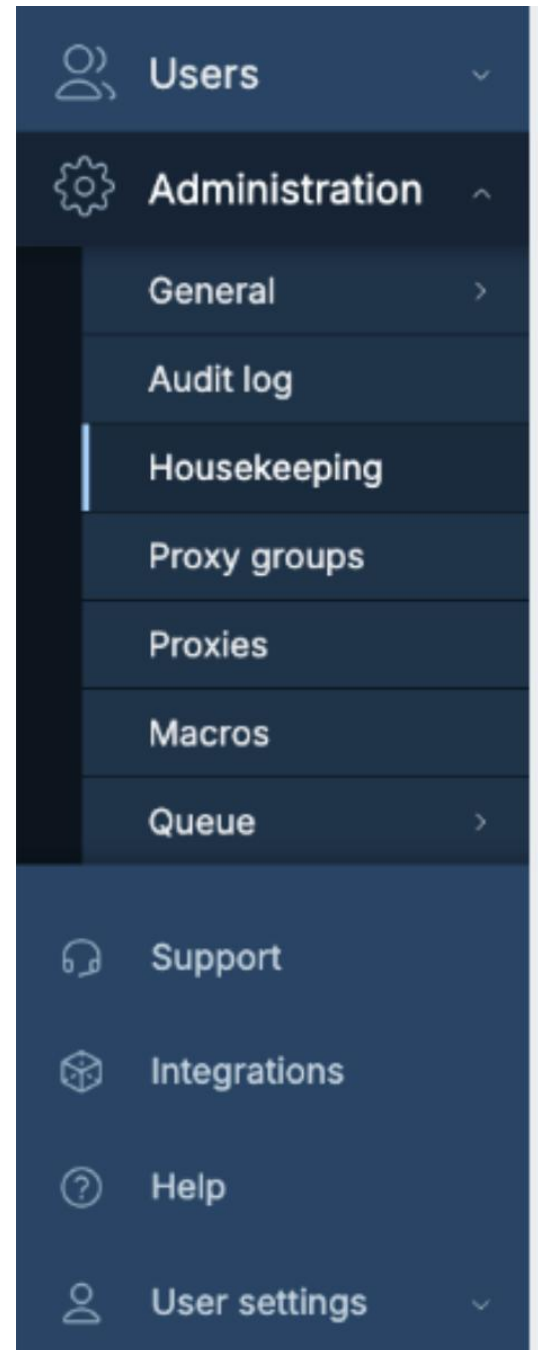 Users
Administration
General
Audit log
Housekeeping
Proxy groups
Proxies
Macros
Queue
Support
Integrations
Help
User settings